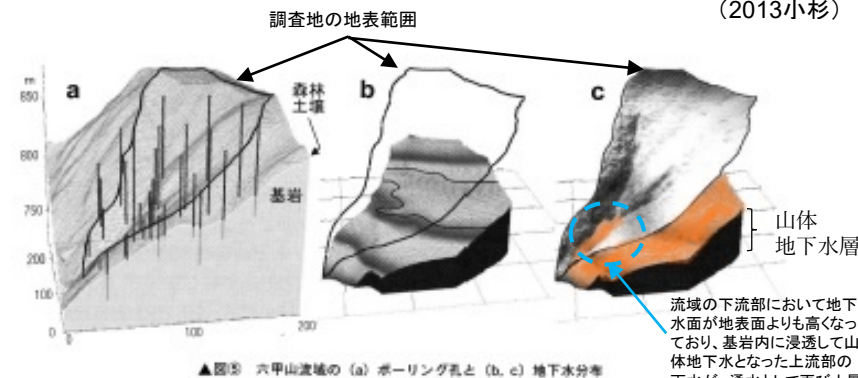 （2013小杉）
調査地の地表範囲
a
b
c
m
850
800
750
200
100
0
0
100
200
森林
土壌
基岩
山体
地下水層
流域の下流部において地下
水面が地表面よりも高くなっ
ており、基岩内に浸透して山
体地下水となった上流部の
▲図⑤ 六甲山流域の (a) ボーリング孔と (b, c) 地下水分布